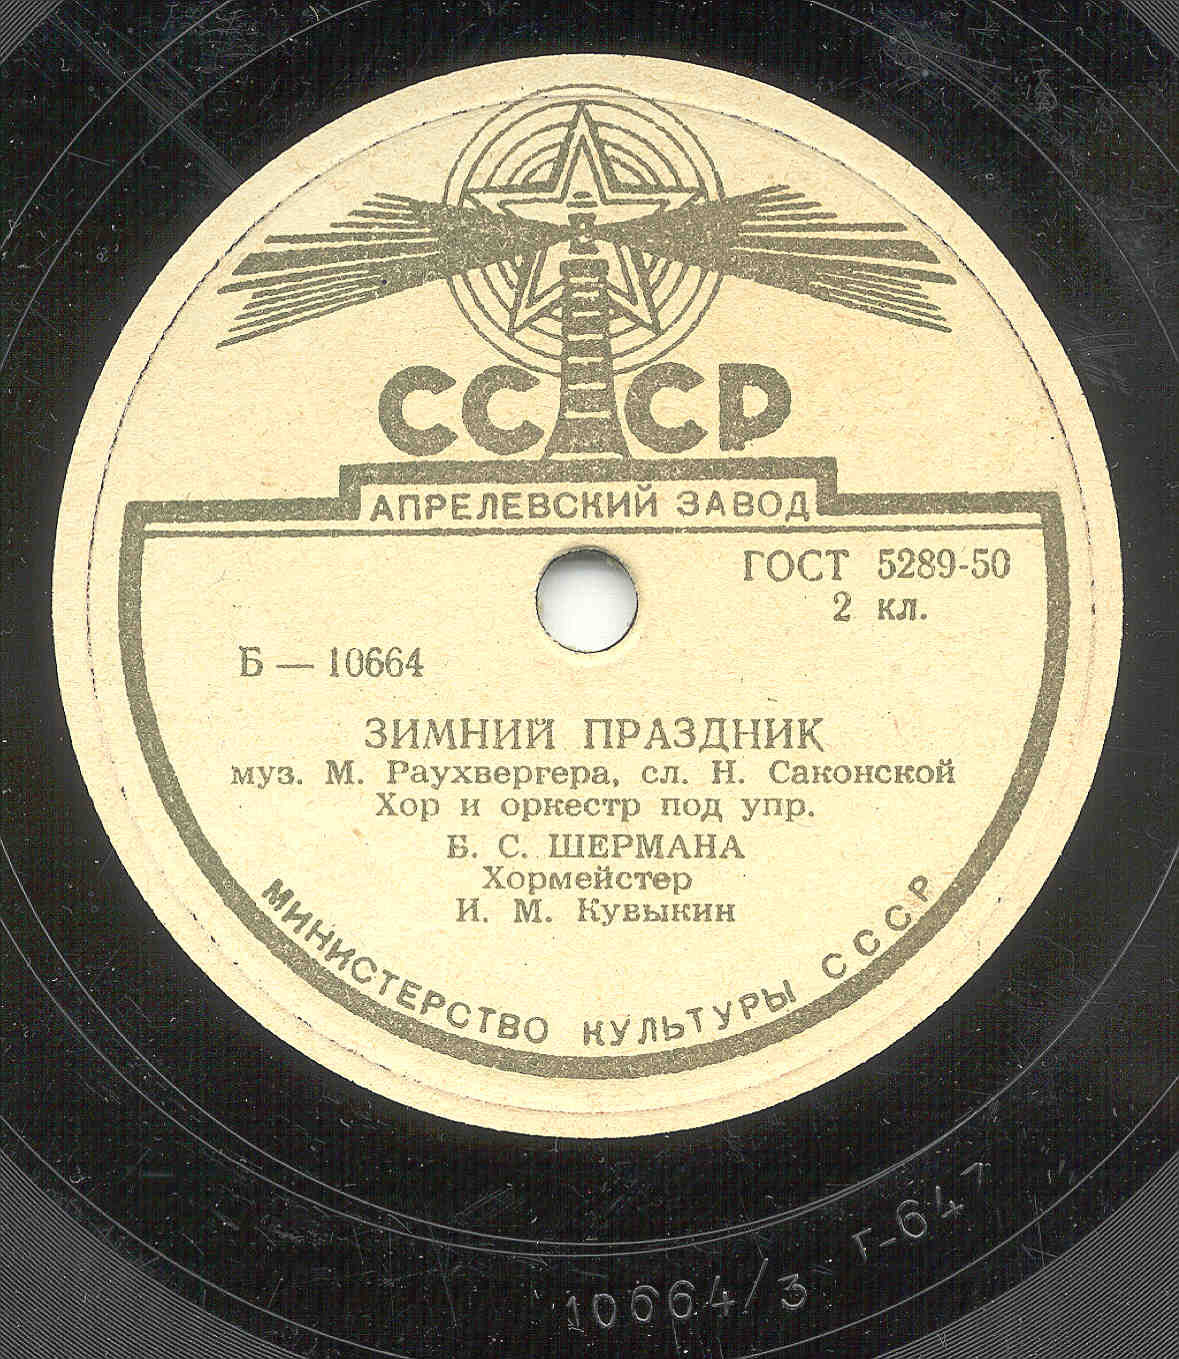 СССР
АПРЕЛЕВСКИЙ ЗАВОД
ГОСТ 5289-50
2 кл.
Б — 10664
ЗИМНИЙ ПРАЗДНИК
муз. М. Раухвергера, сл. Н. Саконской
Хор и оркестр под упр.
Б. С. ШЕРМАНА
Хормейстер
И. М. Кувыкин
МИНИСТЕРСТВО КУЛЬТУРЫ СССР
10664/3 г-641